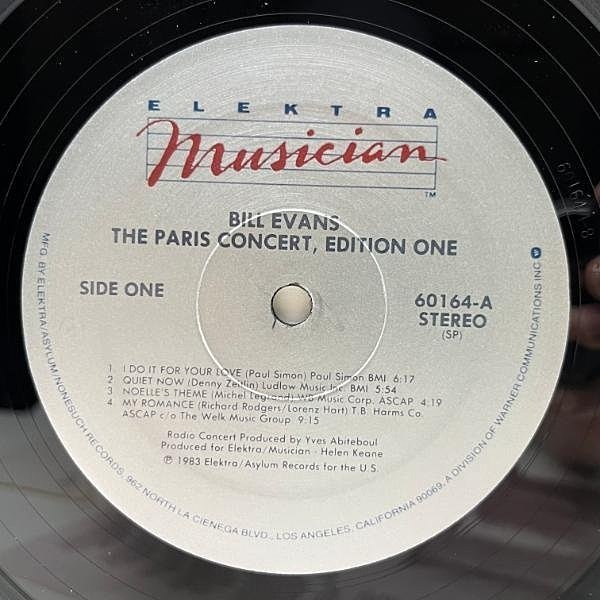 ELEKTRA
Musician
TM
BILL EVANS
THE PARIS CONCERT, EDITION ONE
SIDE ONE
60164-A
STEREO
(SP)
1. I DO IT FOR YOUR LOVE (Paul Simon) Paul Simon BMI 6:17
2. QUIET NOW (Denny Zeitlin) Ludlow Music Inc. BMI 5:54
3. NOELLE'S THEME (Michel Legrand) WB Music Corp. ASCAP 4:19
4. MY ROMANCE (Richard Rodgers/Lorenz Hart) T.B. Harms Co.
ASCAP c/o The Welk Music Group 9:15
Radio Concert Produced by Yves Abiteboul
Produced for Elektra/Musician - Helen Keane
℗ 1983 Elektra/Asylum Records for the U.S.
MFG. BY ELEKTRA/ASYLUM/NONESUCH RECORDS, 962 NORTH LA CIENEGA BLVD., LOS ANGELES, CALIFORNIA 90069, A DIVISION OF WARNER COMMUNICATIONS INC